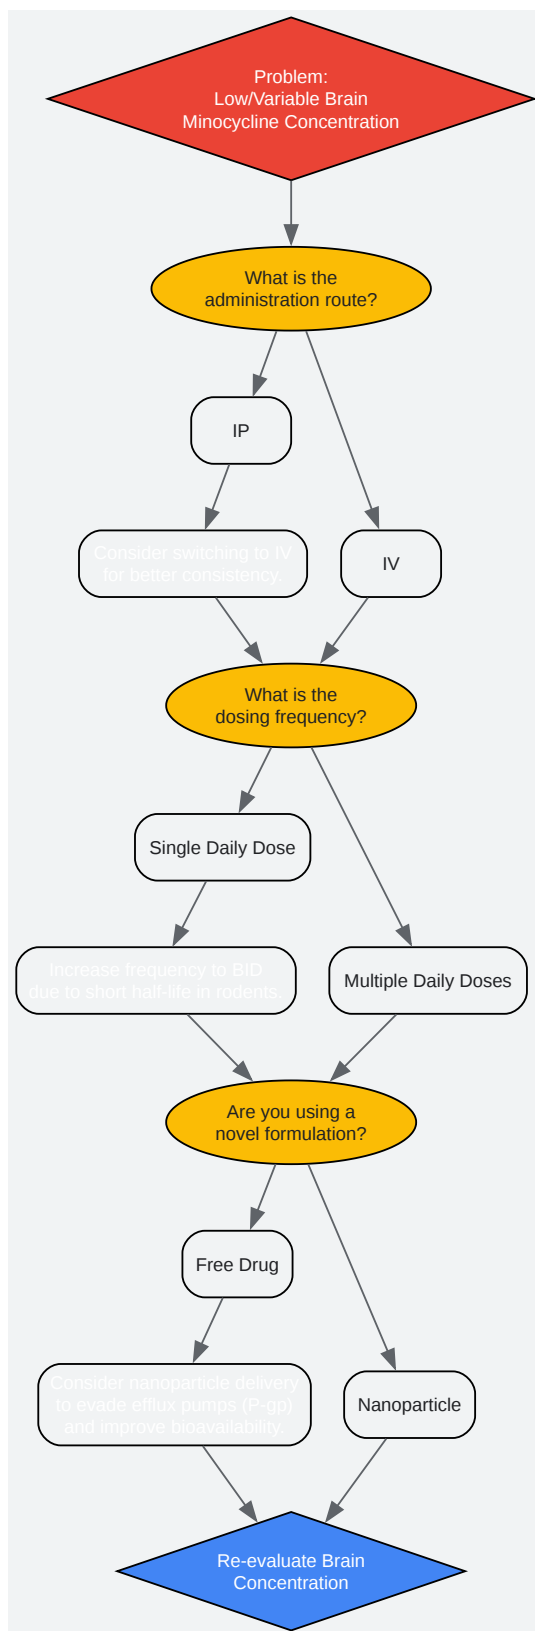 Problem:
Low/Variable Brain
Minocycline Concentration
What is the
administration route?
IP
Consider switching to IV
for better consistency.
IV
What is the
dosing frequency?
Single Daily Dose
Increase frequency to BID
due to short half-life in rodents.
Multiple Daily Doses
Are you using a
novel formulation?
Free Drug
Consider nanoparticle delivery
to evade efflux pumps (P-gp)
and improve bioavailability.
Nanoparticle
Re-evaluate Brain
Concentration